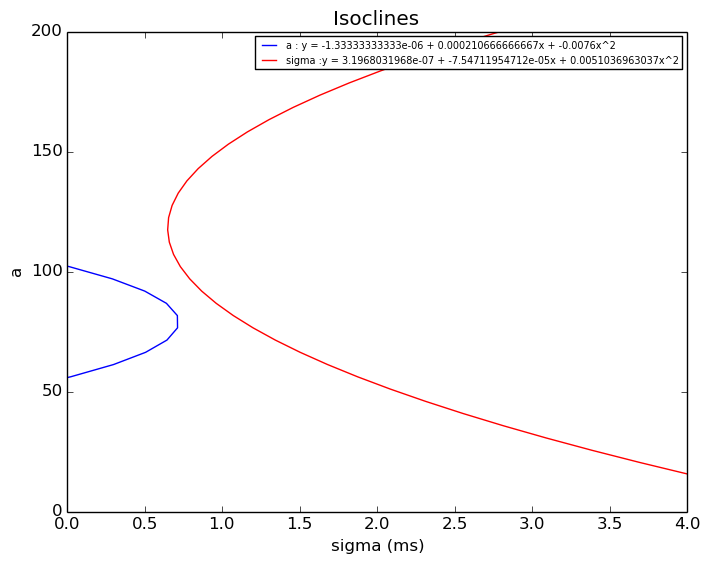 Isoclines
a : y = -1.33333333333e-06 + 0.000210666666667x + -0.0076x^2
sigma :y = 3.1968031968e-07 + -7.54711954712e-05x + 0.0051036963037x^2
200
150
100
50
0
a
0.0 0.5 1.0 1.5 2.0 2.5 3.0 3.5 4.0
sigma (ms)